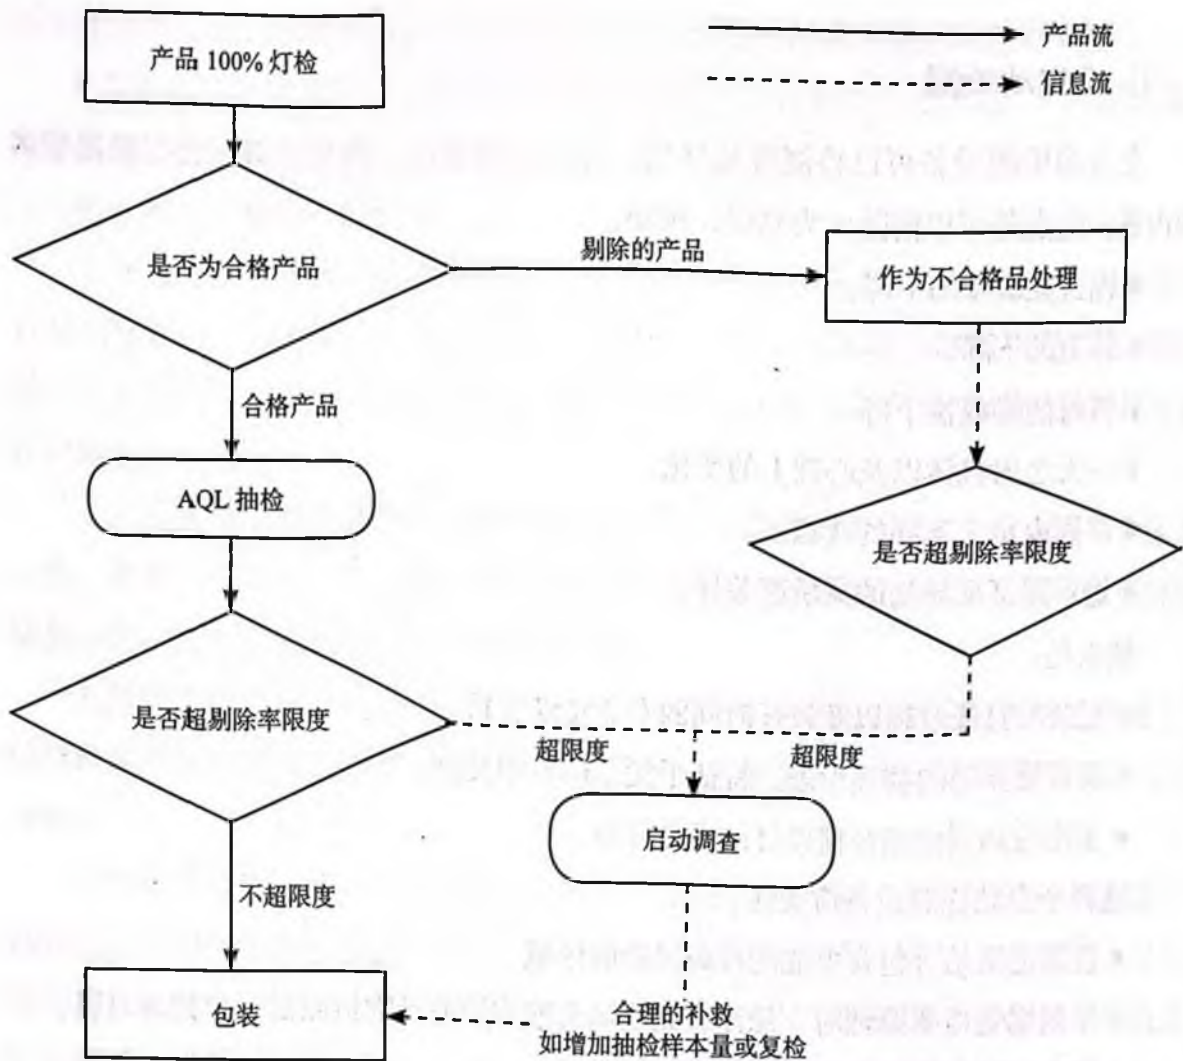 产品 100% 灯检
产品流
信息流
是否为合格产品
剔除的产品
作为不合格品处理
合格产品
AQL 抽检
是否超剔除率限度
是否超剔除率限度
超限度
超限度
启动调查
不超限度
包装
合理的补救
如增加抽检样本量或复检